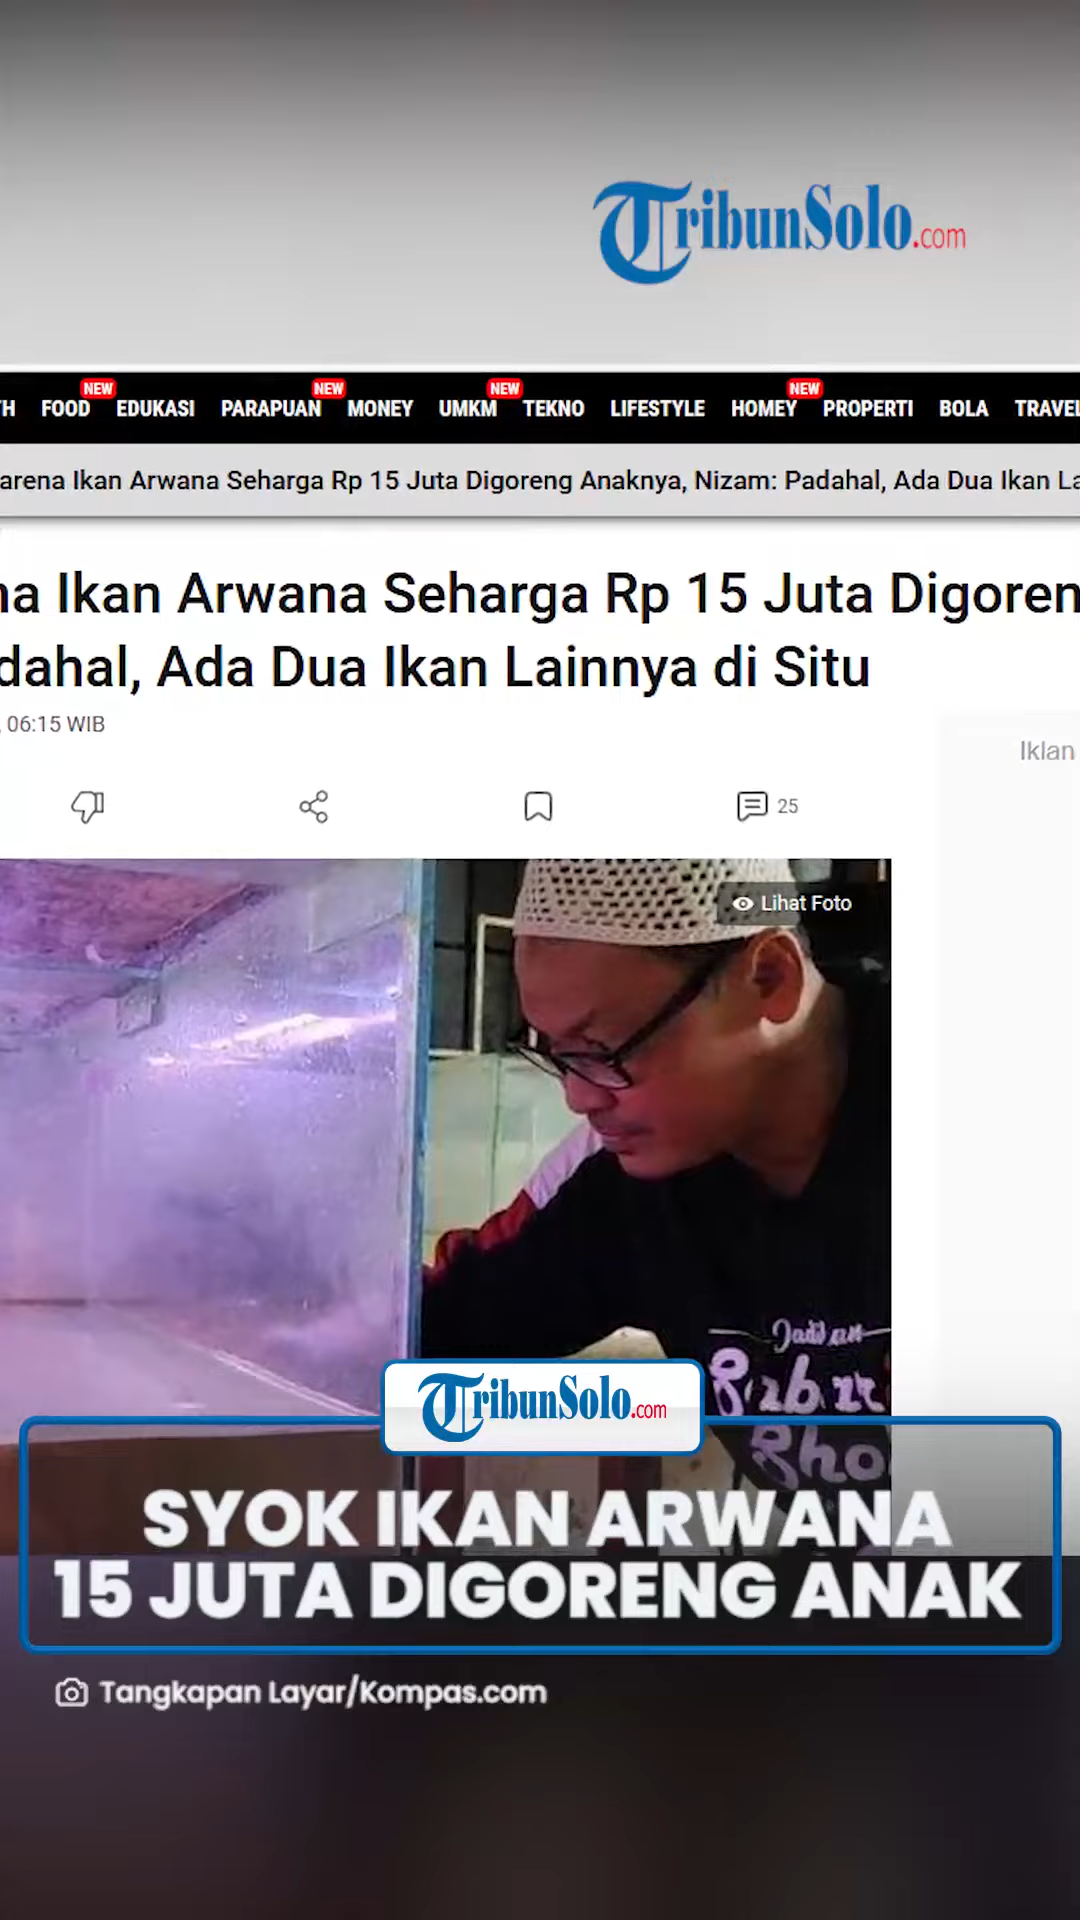 TribunSolo.com
NEW NEW NEW NEW
TH FOOD EDUKASI PARAPUAN MONEY UMKM TEKNO LIFESTYLE HOMEY PROPERTI BOLA TRAVEL
arena Ikan Arwana Seharga Rp 15 Juta Digoreng Anaknya, Nizam: Padahal, Ada Dua Ikan La
na Ikan Arwana Seharga Rp 15 Juta Digoren
dahal, Ada Dua Ikan Lainnya di Situ
, 06:15 WIB
Iklan
25
Lihat Foto
TribunSolo.com
SYOK IKAN ARWANA
15 JUTA DIGORENG ANAK
Tangkapan Layar/Kompas.com